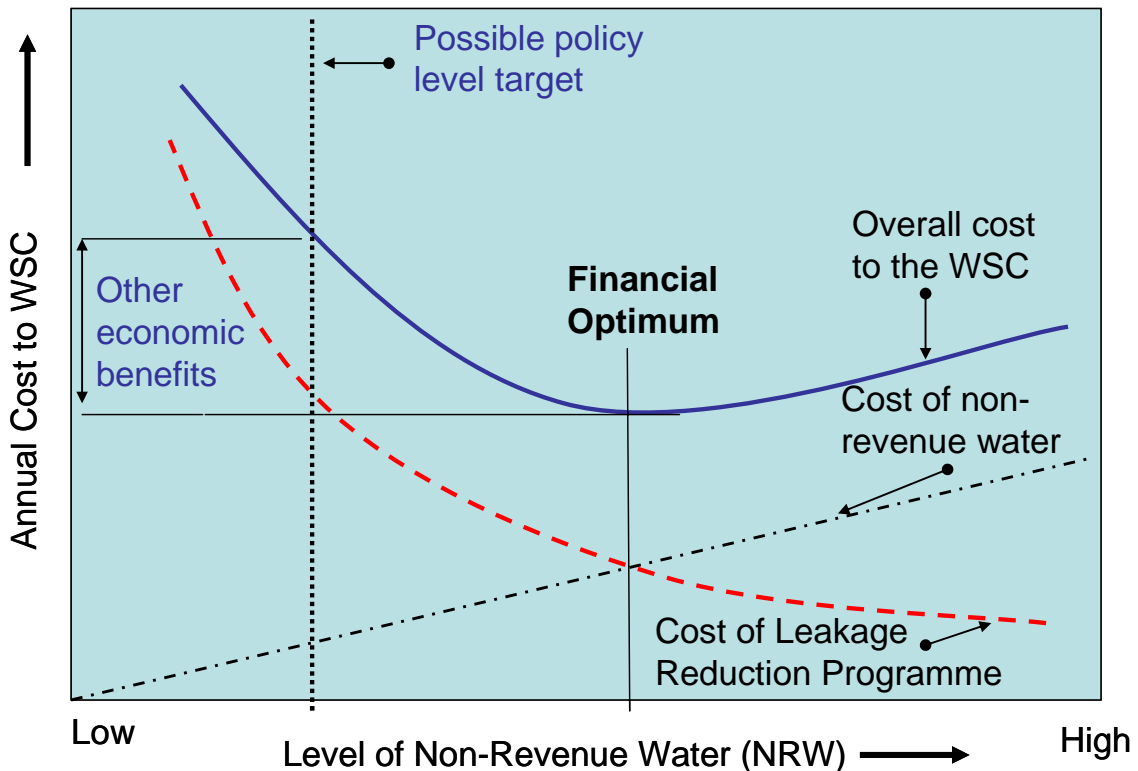 Possible policy
level target
Annual Cost to WSC
Overall cost
to the WSC
Financial
Optimum
Other
economic
benefits
Cost of non-
revenue water
Cost of Leakage
Reduction Programme
Low
High
Level of Non-Revenue Water (NRW)